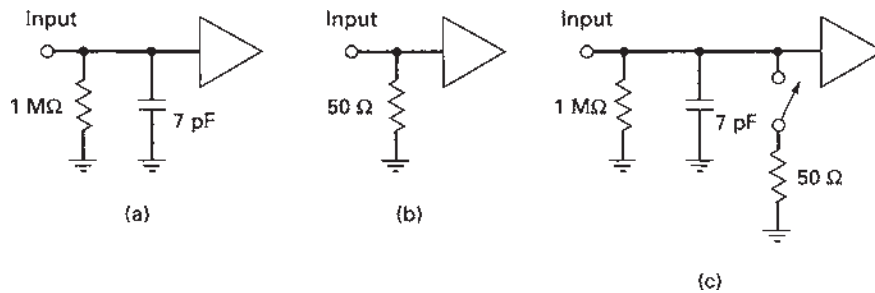 Input
1 MΩ
7 pF
(a)
Input
50 Ω
(b)
Input
1 MΩ
7 pF
50 Ω
(c)